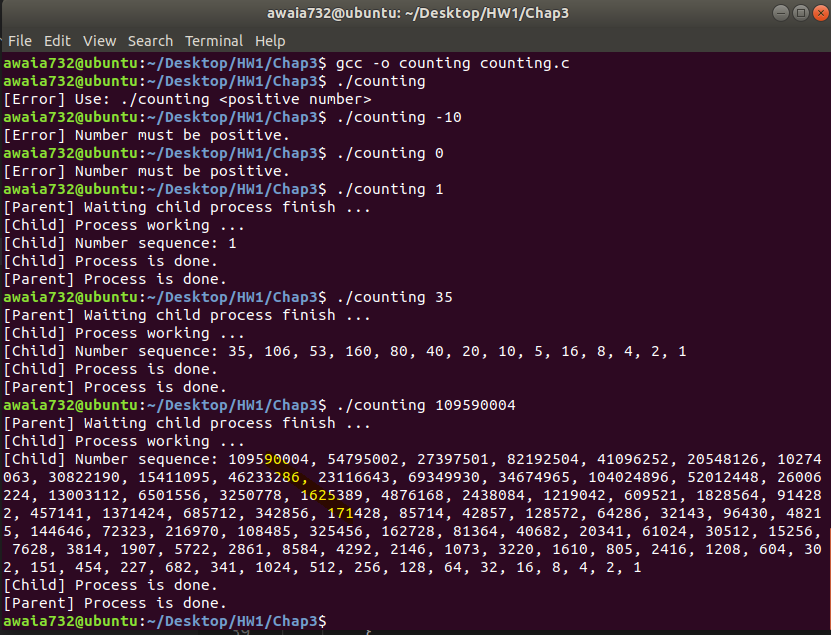 awaia732@ubuntu: ~/Desktop/HW1/Chap3
File Edit View Search Terminal Help
awaia732@ubuntu:~/Desktop/HW1/Chap3$ gcc -o counting counting.c
awaia732@ubuntu:~/Desktop/HW1/Chap3$ ./counting
[Error] Use: ./counting <positive number>
awaia732@ubuntu:~/Desktop/HW1/Chap3$ ./counting -10
[Error] Number must be positive.
awaia732@ubuntu:~/Desktop/HW1/Chap3$ ./counting 0
[Error] Number must be positive.
awaia732@ubuntu:~/Desktop/HW1/Chap3$ ./counting 1
[Parent] Waiting child process finish ...
[Child] Process working ...
[Child] Number sequence: 1
[Child] Process is done.
[Parent] Process is done.
awaia732@ubuntu:~/Desktop/HW1/Chap3$ ./counting 35
[Parent] Waiting child process finish ...
[Child] Process working ...
[Child] Number sequence: 35, 106, 53, 160, 80, 40, 20, 10, 5, 16, 8, 4, 2, 1
[Child] Process is done.
[Parent] Process is done.
awaia732@ubuntu:~/Desktop/HW1/Chap3$ ./counting 109590004
[Parent] Waiting child process finish ...
[Child] Process working ...
[Child] Number sequence: 109590004, 54795002, 27397501, 82192504, 41096252, 20548126, 10274
063, 30822190, 15411095, 46233286, 23116643, 69349930, 34674965, 104024896, 52012448, 26006
224, 13003112, 6501556, 3250778, 1625389, 4876168, 2438084, 1219042, 609521, 1828564, 91428
2, 457141, 1371424, 685712, 342856, 171428, 85714, 42857, 128572, 64286, 32143, 96430, 4821
5, 144646, 72323, 216970, 108485, 325456, 162728, 81364, 40682, 20341, 61024, 30512, 15256,
7628, 3814, 1907, 5722, 2861, 8584, 4292, 2146, 1073, 3220, 1610, 805, 2416, 1208, 604, 30
2, 151, 454, 227, 682, 341, 1024, 512, 256, 128, 64, 32, 16, 8, 4, 2, 1
[Child] Process is done.
[Parent] Process is done.
awaia732@ubuntu:~/Desktop/HW1/Chap3$